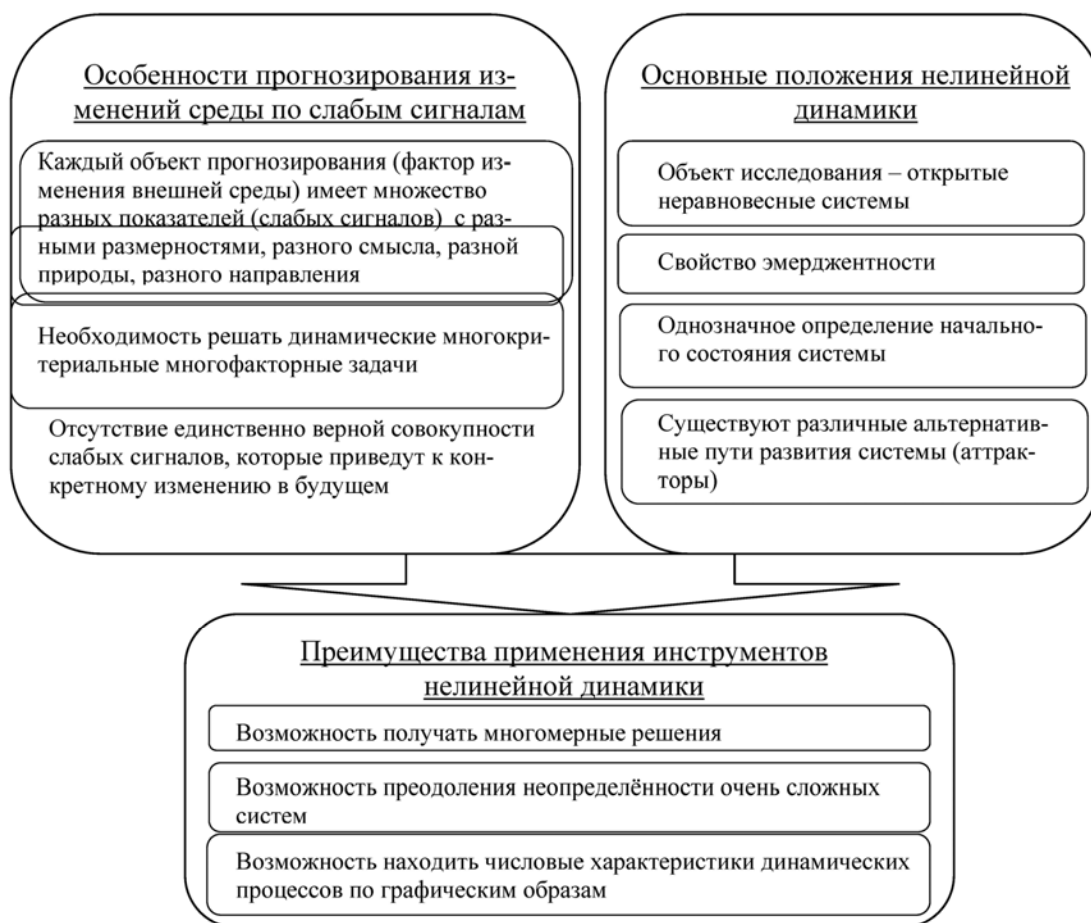 Особенности прогнозирования из-
менений среды по слабым сигналам
Каждый объект прогнозирования (фактор из-
менения внешней среды) имеет множество
разных показателей (слабых сигналов) с раз-
ными размерностями, разного смысла, разной
природы, разного направления
Необходимость решать динамические многокри-
териальные многофакторные задачи
Отсутствие единственно верной совокупности
слабых сигналов, которые приведут к кон-
кретному изменению в будущем
Основные положения нелинейной
динамики
Объект исследования – открытые
неравновесные системы
Свойство эмерджентности
Однозначное определение начально-
го состояния системы
Существуют различные альтернатив-
ные пути развития системы (аттрак-
торы)
Преимущества применения инструментов
нелинейной динамики
Возможность получать многомерные решения
Возможность преодоления неопределённости очень сложных
систем
Возможность находить числовые характеристики динамических
процессов по графическим образам